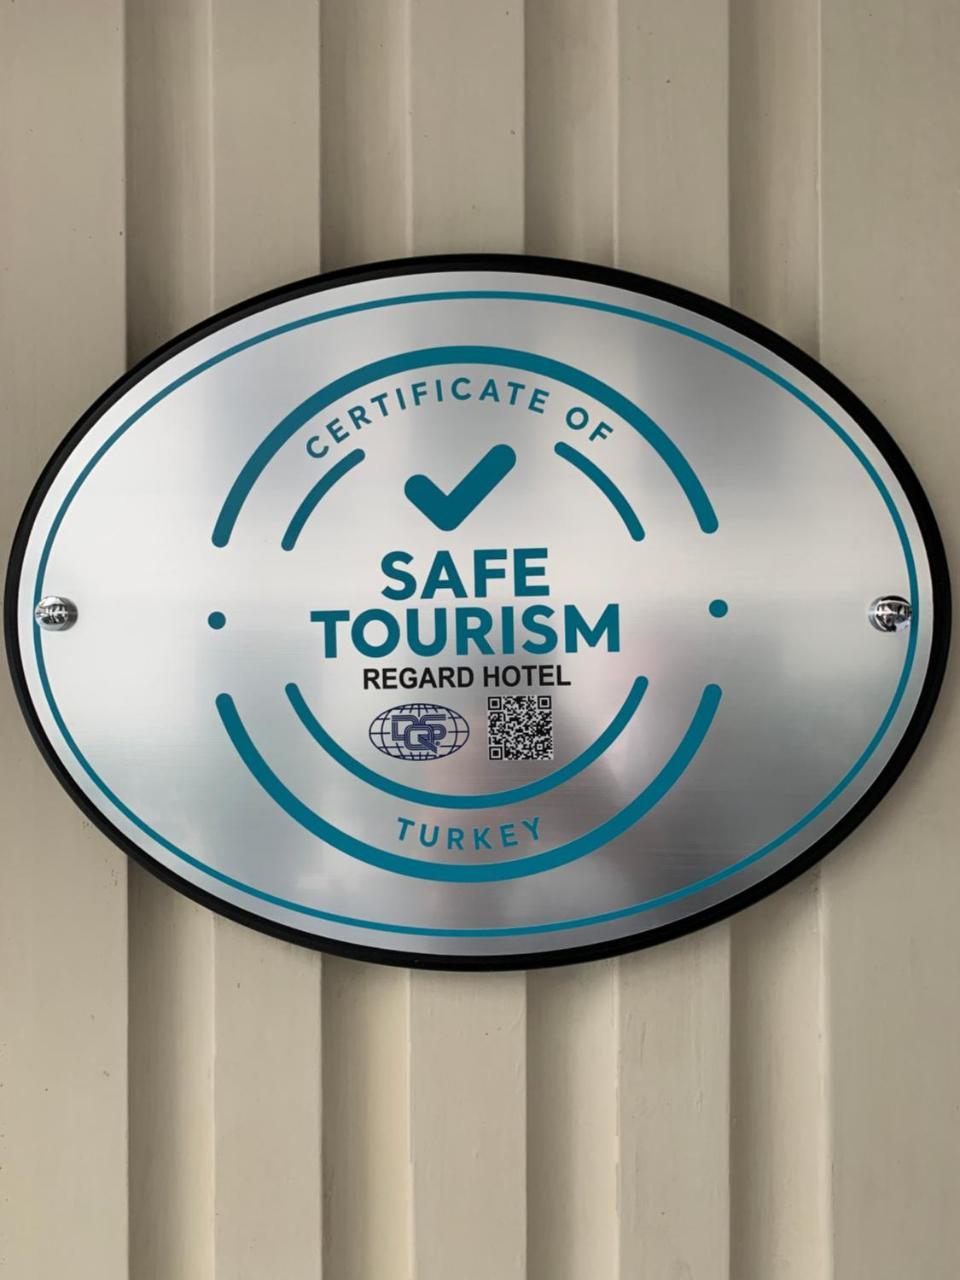 CERTIFICATE OF
SAFE
TOURISM
REGARD HOTEL
DQS
TURKEY